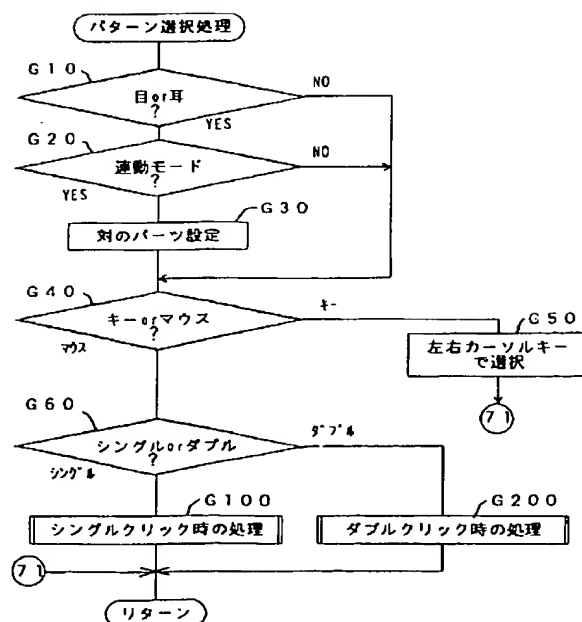 パターン選択処理
G10
目or耳
?
NO
YES
G20
連動モード
?
NO
YES
G30
対のパーツ設定
G40
キーorマウス
?
キー
マウス
G50
左右カーソルキー
で選択
71
G60
シングルorダブル
?
ダブル
シングル
G100
シングルクリック時の処理
G200
ダブルクリック時の処理
71
リターン